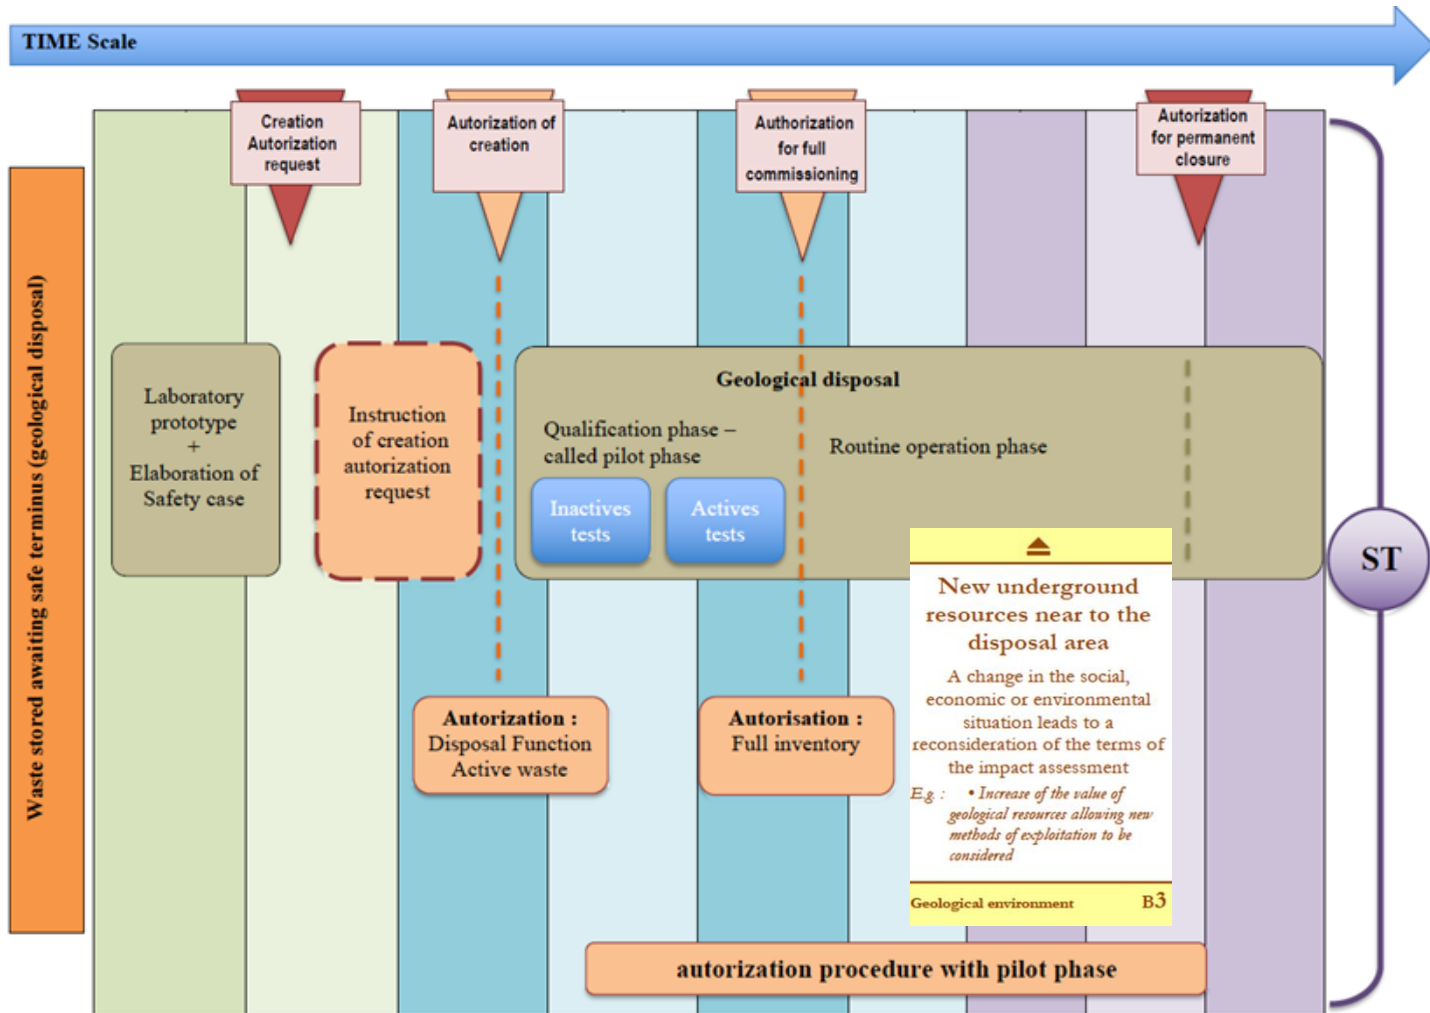 TIME Scale
Creation
Autorization
request
Autorization of
creation
Authorization
for full
commissioning
Autorization
for permanent
closure
Waste stored awaiting safe terminus (geological disposal)
Laboratory
prototype
+
Elaboration of
Safety case
Instruction
of creation
autorization
request
Geological disposal
Qualification phase –
called pilot phase
Routine operation phase
Inactives
tests
Actives
tests
ST
New underground
resources near to the
disposal area
A change in the social,
economic or environmental
situation leads to a
reconsideration of the terms of
the impact assessment
E.g. : • Increase of the value of
geological resources allowing new
methods of exploitation to be
considered
Geological environment B3
Autorization :
Disposal Function
Active waste
Autorisation :
Full inventory
autorization procedure with pilot phase